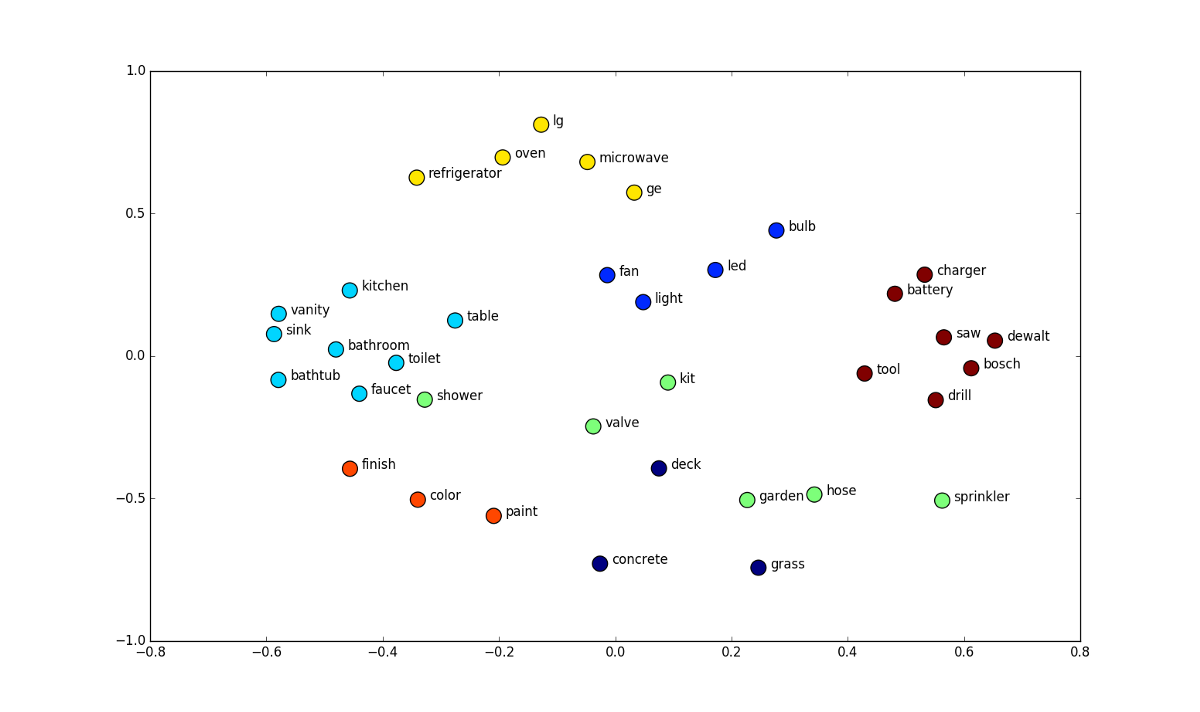 1.0
lg
oven
microwave
refrigerator
ge
0.5
bulb
led
fan
charger
battery
kitchen
light
vanity
table
sink
saw
dewalt
0.0
bathroom
toilet
bosch
tool
bathtub
kit
faucet
shower
drill
valve
finish
deck
color
garden
hose
sprinkler
−0.5
paint
concrete
grass
−1.0
−0.8 −0.6 −0.4 −0.2 0.0 0.2 0.4 0.6 0.8